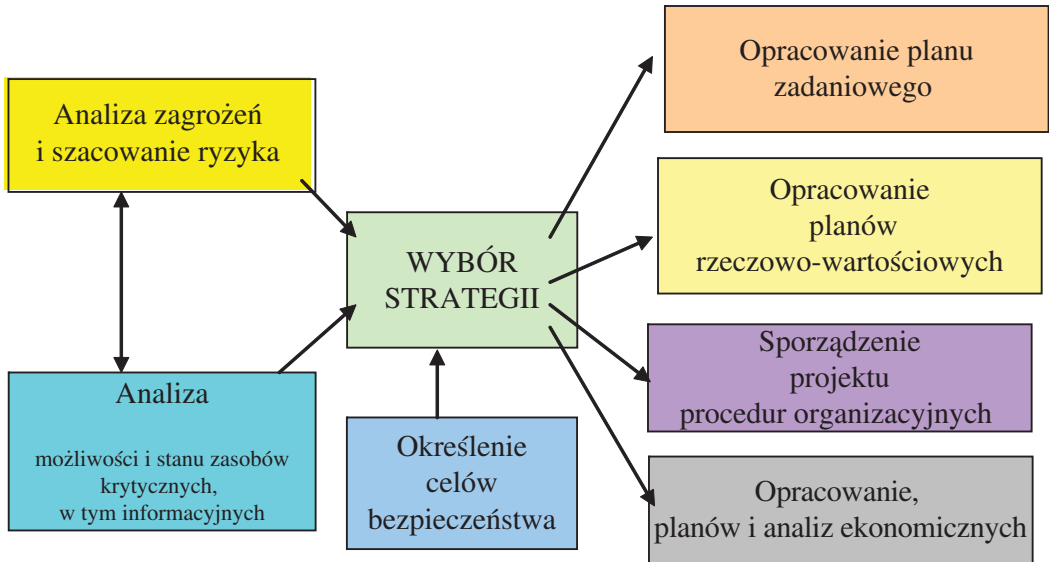 Analiza zagrożeń
i szacowanie ryzyka
Analiza
możliwości i stanu zasobów
krytycznych,
w tym informacyjnych
WYBÓR
STRATEGII
Określenie
celów
bezpieczeństwa
Opracowanie planu
zadaniowego
Opracowanie
planów
rzeczowo-wartościowych
Sporządzenie
projektu
procedur organizacyjnych
Opracowanie,
planów i analiz ekonomicznych